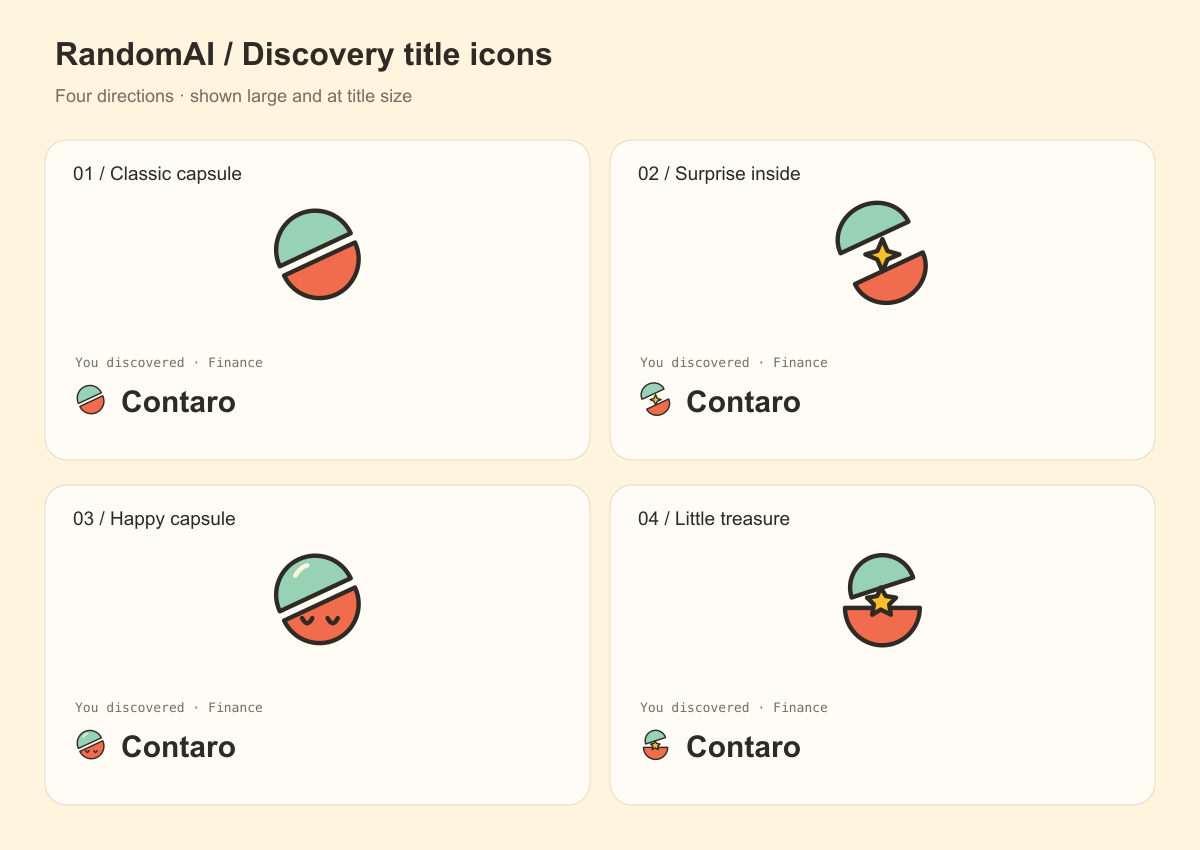 RandomAI / Discovery title icons
Four directions · shown large and at title size
01 / Classic capsule
You discovered · Finance
Contaro
02 / Surprise inside
You discovered · Finance
Contaro
03 / Happy capsule
You discovered · Finance
Contaro
04 / Little treasure
You discovered · Finance
Contaro